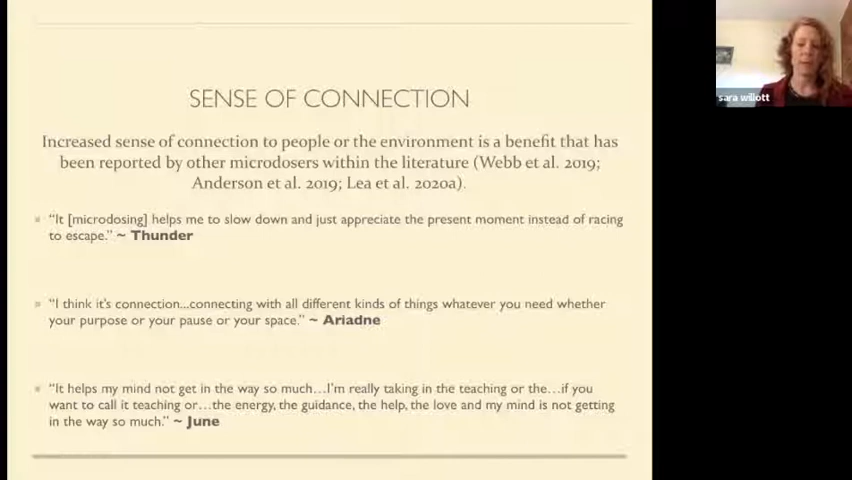 SENSE OF CONNECTION
Increased sense of connection to people or the environment is a benefit that has
been reported by other microdosers within the literature (Webb et al. 2019;
Anderson et al. 2019; Lea et al. 2020a).
"It [microdosing] helps me to slow down and just appreciate the present moment instead of racing
to escape." ~ Thunder
"I think it's connection...connecting with all different kinds of things whatever you need whether
your purpose or your pause or your space." ~ Ariadne
"It helps my mind not get in the way so much…I'm really taking in the teaching or the…if you
want to call it teaching or…the energy, the guidance, the help, the love and my mind is not getting
in the way so much." ~ June
sara willott